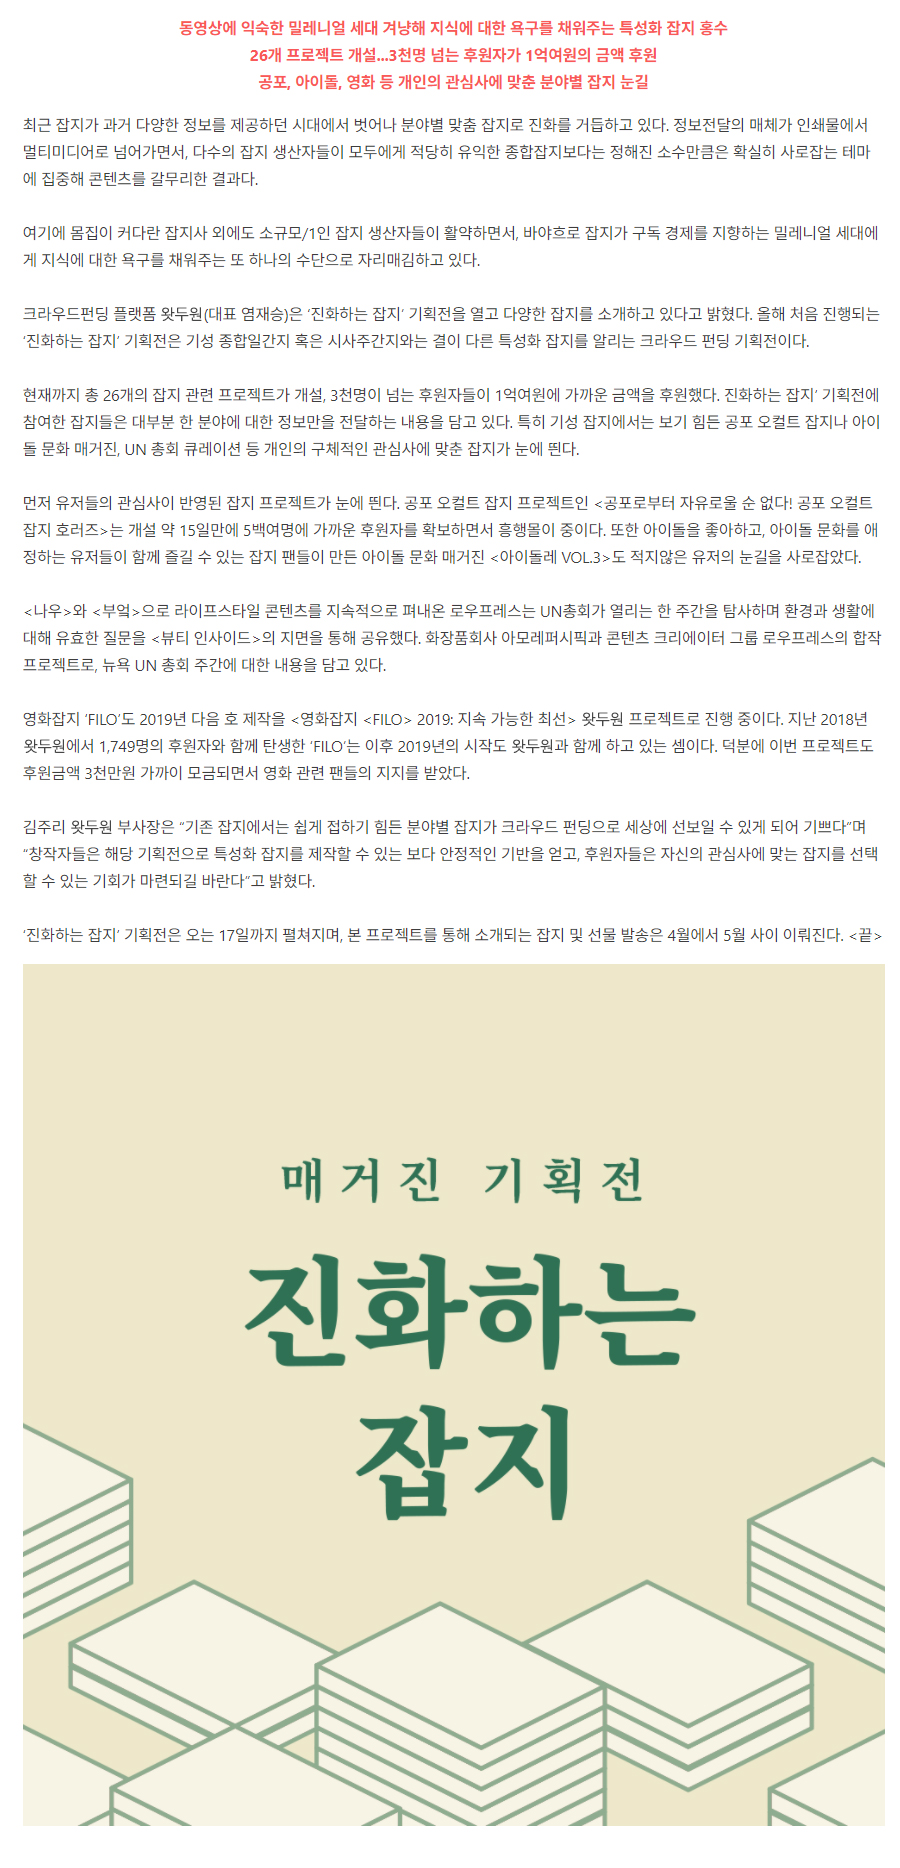 동영상에 익숙한 밀레니얼 세대 겨냥해 지식에 대한 욕구를 채워주는 특성화 잡지 홍수
26개 프로젝트 개설...3천명 넘는 후원자가 1억여원의 금액 후원
공포, 아이돌, 영화 등 개인의 관심사에 맞춘 분야별 잡지 눈길
최근 잡지가 과거 다양한 정보를 제공하던 시대에서 벗어나 분야별 맞춤 잡지로 진화를 거듭하고 있다. 정보전달의 매체가 인쇄물에서
멀티미디어로 넘어가면서, 다수의 잡지 생산자들이 모두에게 적당히 유익한 종합잡지보다는 정해진 소수만큼은 확실히 사로잡는 테마
에 집중해 콘텐츠를 갈무리한 결과다.
여기에 몸집이 커다란 잡지사 외에도 소규모/1인 잡지 생산자들이 활약하면서, 바야흐로 잡지가 구독 경제를 지향하는 밀레니얼 세대에
게 지식에 대한 욕구를 채워주는 또 하나의 수단으로 자리매김하고 있다.
크라우드펀딩 플랫폼 왓두원(대표 염재승)은 ‘진화하는 잡지’ 기획전을 열고 다양한 잡지를 소개하고 있다고 밝혔다. 올해 처음 진행되는
‘진화하는 잡지’ 기획전은 기성 종합일간지 혹은 시사주간지와는 결이 다른 특성화 잡지를 알리는 크라우드 펀딩 기획전이다.
현재까지 총 26개의 잡지 관련 프로젝트가 개설, 3천명이 넘는 후원자들이 1억여원에 가까운 금액을 후원했다. 진화하는 잡지’ 기획전에
참여한 잡지들은 대부분 한 분야에 대한 정보만을 전달하는 내용을 담고 있다. 특히 기성 잡지에서는 보기 힘든 공포 오컬트 잡지나 아이
돌 문화 매거진, UN 총회 큐레이션 등 개인의 구체적인 관심사에 맞춘 잡지가 눈에 띈다.
먼저 유저들의 관심사이 반영된 잡지 프로젝트가 눈에 띈다. 공포 오컬트 잡지 프로젝트인 <공포로부터 자유로울 순 없다! 공포 오컬트
잡지 호러즈>는 개설 약 15일만에 5백여명에 가까운 후원자를 확보하면서 흥행몰이 중이다. 또한 아이돌을 좋아하고, 아이돌 문화를 애
정하는 유저들이 함께 즐길 수 있는 잡지 팬들이 만든 아이돌 문화 매거진 <아이돌레 VOL.3>도 적지않은 유저의 눈길을 사로잡았다.
<나우>와 <부엌>으로 라이프스타일 콘텐츠를 지속적으로 펴내온 로우프레스는 UN총회가 열리는 한 주간을 탐사하며 환경과 생활에
대해 유효한 질문을 <뷰티 인사이드>의 지면을 통해 공유했다. 화장품회사 아모레퍼시픽과 콘텐츠 크리에이터 그룹 로우프레스의 합작
프로젝트로, 뉴욕 UN 총회 주간에 대한 내용을 담고 있다.
영화잡지 ‘FILO’도 2019년 다음 호 제작을 <영화잡지 <FILO> 2019: 지속 가능한 최선> 왓두원 프로젝트로 진행 중이다. 지난 2018년
왓두원에서 1,749명의 후원자와 함께 탄생한 ‘FILO’는 이후 2019년의 시작도 왓두원과 함께 하고 있는 셈이다. 덕분에 이번 프로젝트도
후원금액 3천만원 가까이 모금되면서 영화 관련 팬들의 지지를 받았다.
김주리 왓두원 부사장은 “기존 잡지에서는 쉽게 접하기 힘든 분야별 잡지가 크라우드 펀딩으로 세상에 선보일 수 있게 되어 기쁘다”며
“창작자들은 해당 기획전으로 특성화 잡지를 제작할 수 있는 보다 안정적인 기반을 얻고, 후원자들은 자신의 관심사에 맞는 잡지를 선택
할 수 있는 기회가 마련되길 바란다”고 밝혔다.
‘진화하는 잡지’ 기획전은 오는 17일까지 펼쳐지며, 본 프로젝트를 통해 소개되는 잡지 및 선물 발송은 4월에서 5월 사이 이뤄진다. <끝>
매거진 기획전
진화하는
잡지